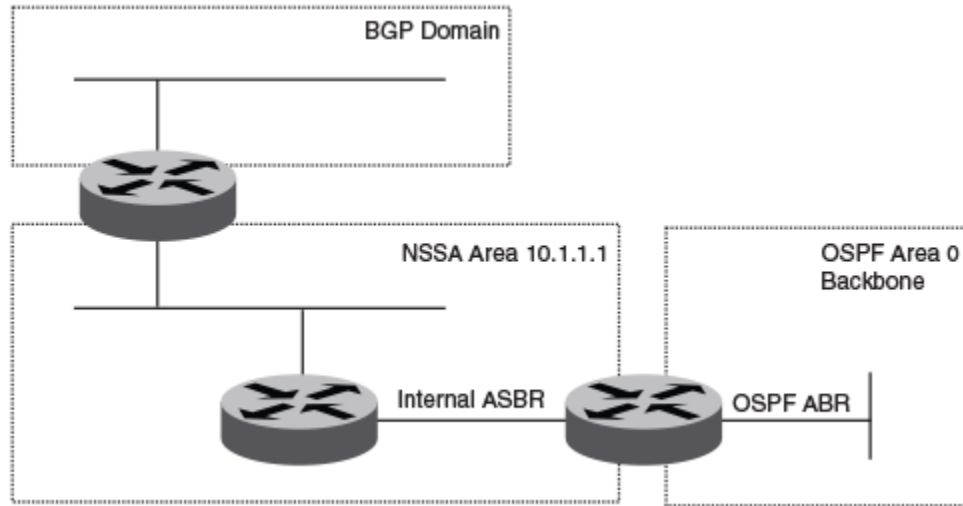 BGP Domain
NSSA Area 10.1.1.1
OSPF Area 0
Backbone
Internal ASBR
OSPF ABR